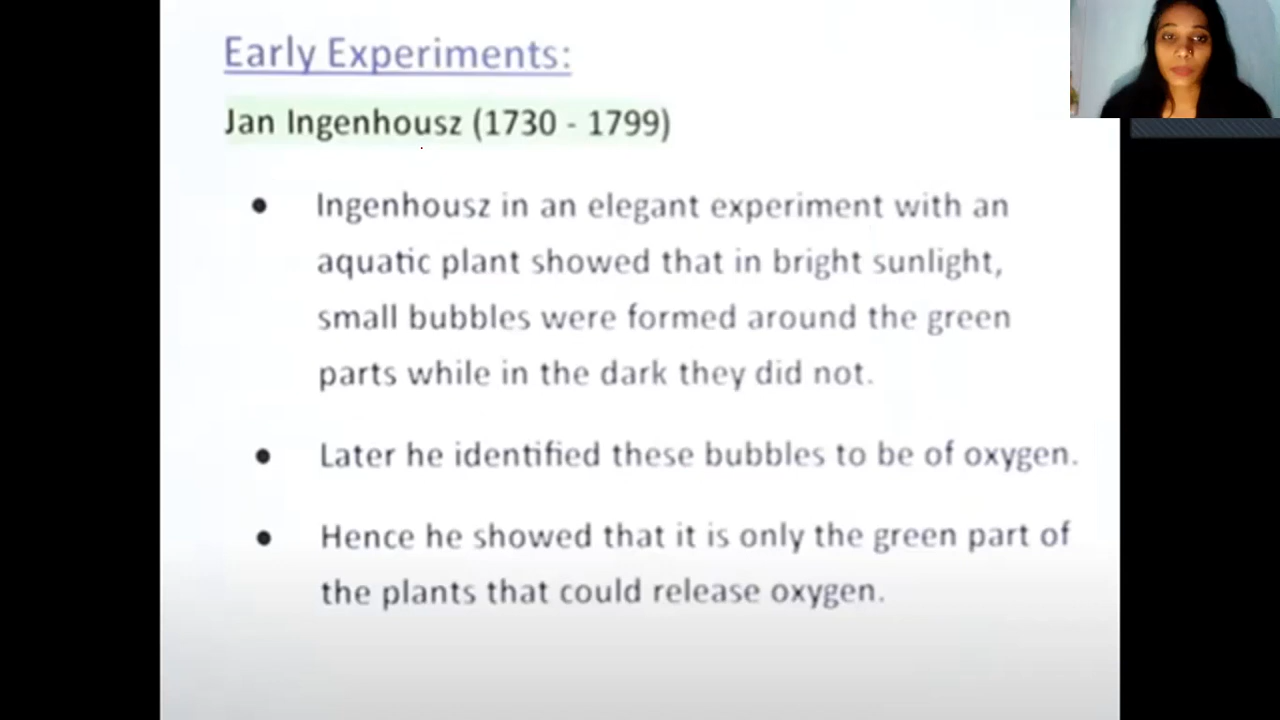 Early Experiments:
Jan Ingenhousz (1730 - 1799)
● Ingenhousz in an elegant experiment with an
aquatic plant showed that in bright sunlight,
small bubbles were formed around the green
parts while in the dark they did not.
● Later he identified these bubbles to be of oxygen.
● Hence he showed that it is only the green part of
the plants that could release oxygen.